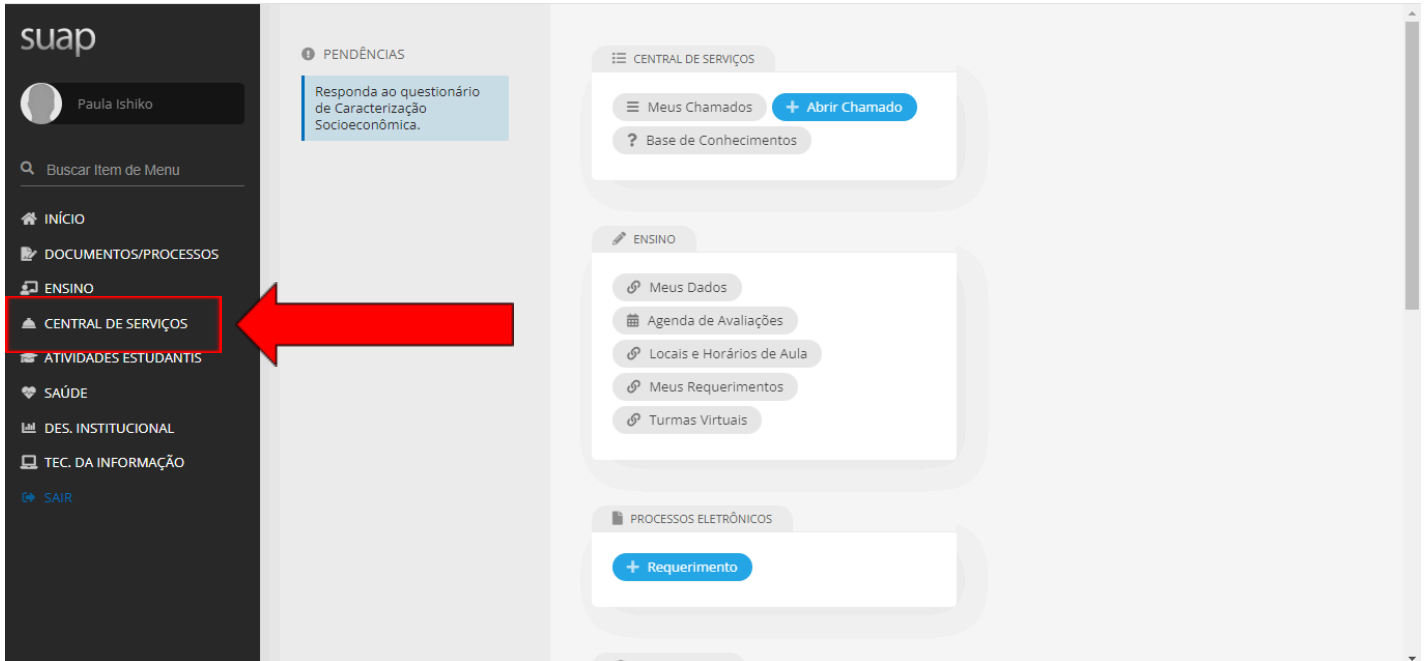 suap
Paula Ishiko
Buscar Item de Menu
INÍCIO
DOCUMENTOS/PROCESSOS
ENSINO
CENTRAL DE SERVIÇOS
ATIVIDADES ESTUDANTIS
SAÚDE
DES. INSTITUCIONAL
TEC. DA INFORMAÇÃO
SAIR
PENDÊNCIAS
Responda ao questionário
de Caracterização
Socioeconômica.
CENTRAL DE SERVIÇOS
Meus Chamados
+ Abrir Chamado
? Base de Conhecimentos
ENSINO
Meus Dados
Agenda de Avaliações
Locais e Horários de Aula
Meus Requerimentos
Turmas Virtuais
PROCESSOS ELETRÔNICOS
+ Requerimento